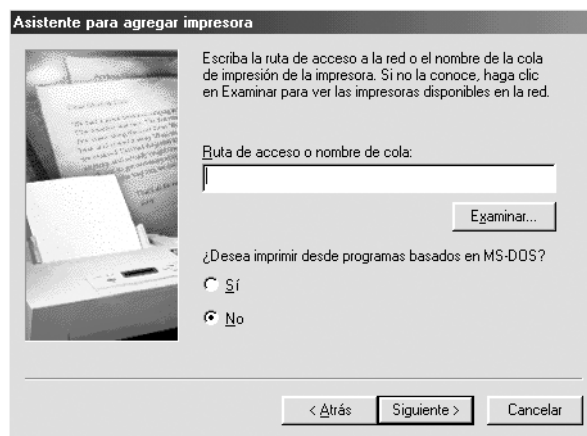 Asistente para agregar impresora
Escriba la ruta de acceso a la red o el nombre de la cola
de impresión de la impresora. Si no la conoce, haga clic
en Examinar para ver las impresoras disponibles en la red.
Ruta de acceso o nombre de cola:
Examinar...
¿Desea imprimir desde programas basados en MS-DOS?
Sí
No
< Atrás
Siguiente >
Cancelar